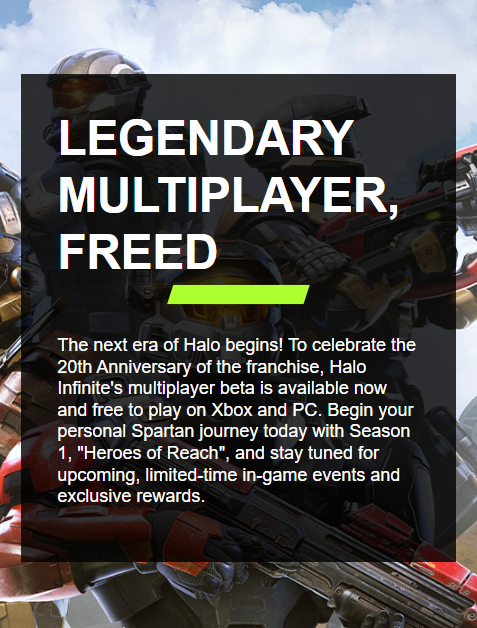 LEGENDARY
MULTIPLAYER,
FREED
The next era of Halo begins! To celebrate the
20th Anniversary of the franchise, Halo
Infinite's multiplayer beta is available now
and free to play on Xbox and PC. Begin your
personal Spartan journey today with Season
1, "Heroes of Reach", and stay tuned for
upcoming, limited-time in-game events and
exclusive rewards.